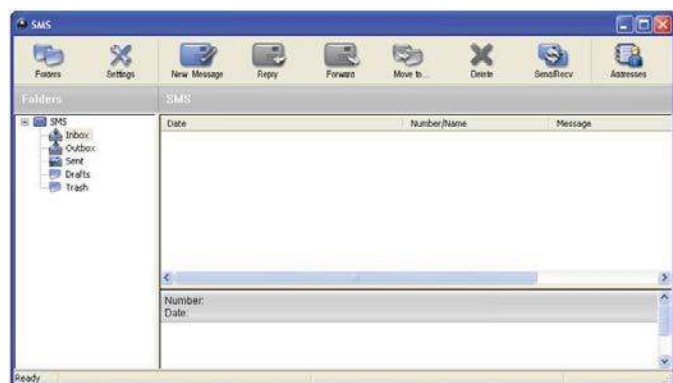 SMS
Folders Settings New Message Reply Forward Move to... Delete Send/Recv Addresses
Folders SMS
SMS
Date Number/Name Message
Inbox
Outbox
Sent
Drafts
Trash
Number:
Date:
Ready